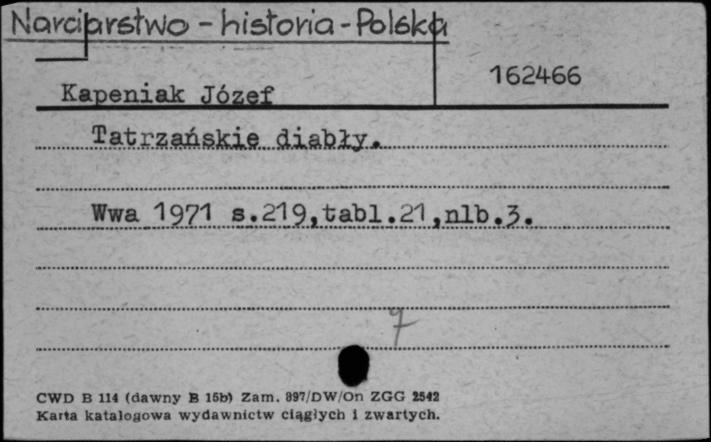 Narciarstwo - historia - Polska
162466
Kapeniak Józef
Tatrzańskie diabły.
Wwa 1971 s.219,tabl.21,nlb.3.
7
CWD B 114 (dawny B 15b) Zam. 897/DW/On ZGG 2542
Karta katalogowa wydawnictw ciągłych i zwartych.